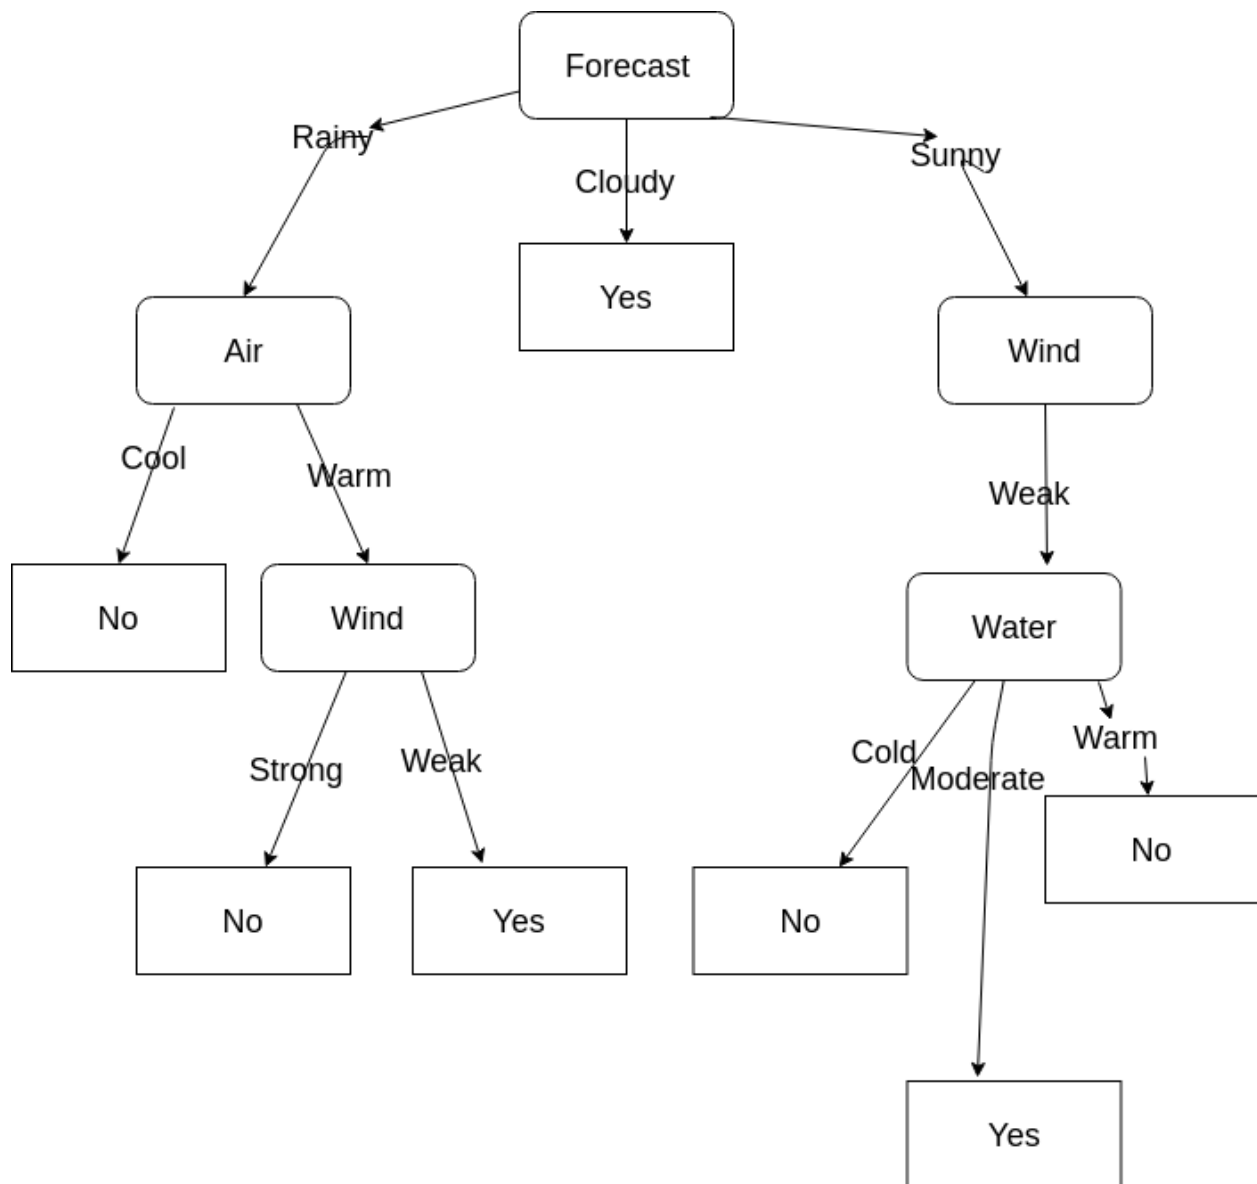 Forecast
Rainy
Cloudy
Sunny
Yes
Air
Wind
Cool
Warm
Weak
No
Wind
Water
Strong
Weak
Cold
Moderate
Warm
No
No
Yes
No
Yes